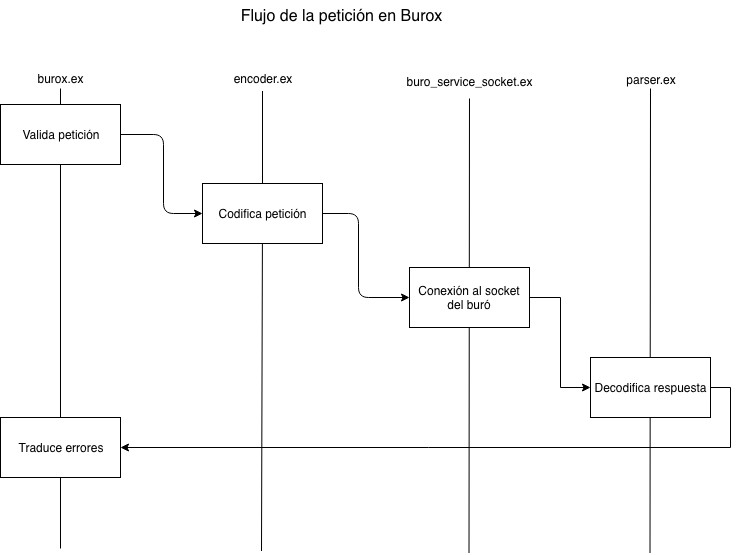 Flujo de la petición en Burox
burox.ex
encoder.ex
buro_service_socket.ex
parser.ex
Valida petición
Codifica petición
Conexión al socket
del buró
Decodifica respuesta
Traduce errores